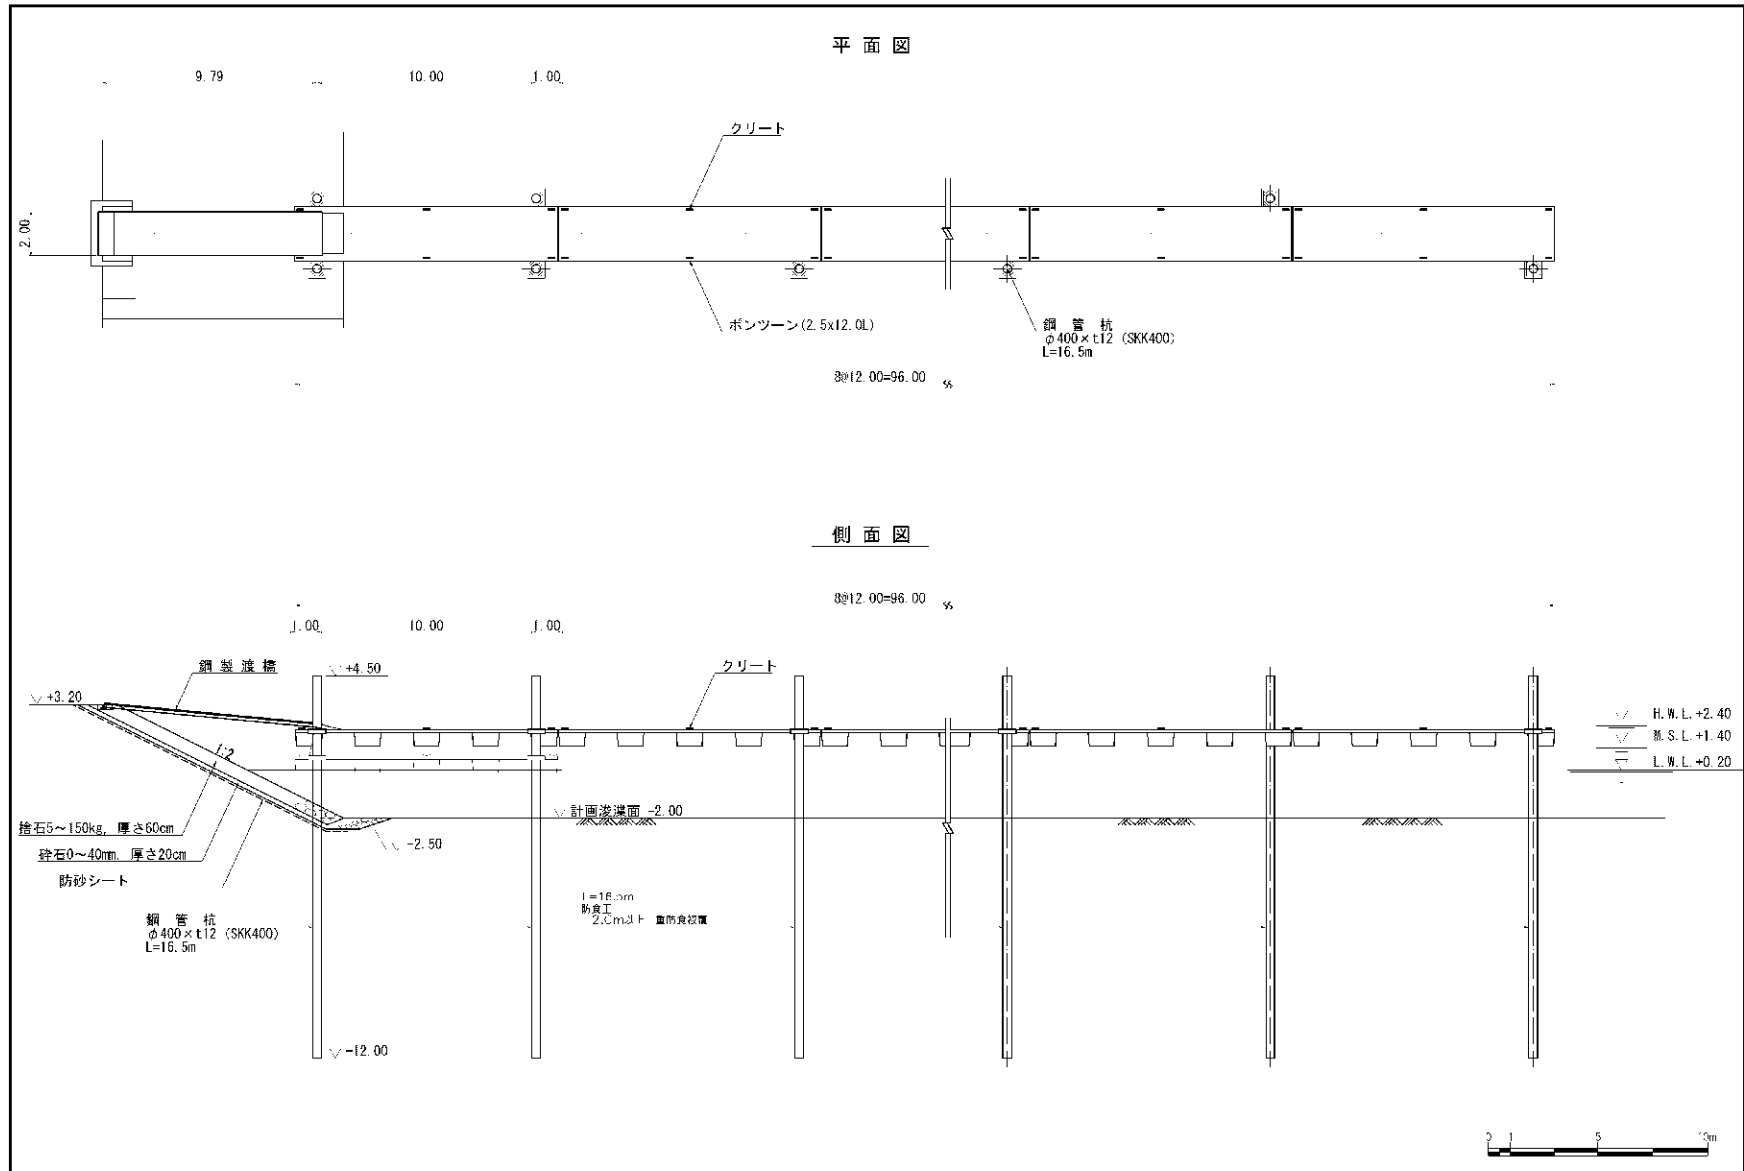 平面図
9.79
10.00
1.00
クリート
2.00
ポンツーン(2.5x12.0L)
鋼管杭
φ400×t12 (SKK400)
L=16.5m
8@12.00=96.00
側面図
8@12.00=96.00
1.00
10.00
1.00
鋼製渡橋
+4.50
クリート
+3.20
H.W.L.+2.40
M.S.L.+1.40
L.W.L.+0.20
1:2
計画浚渫面 -2.00
捨石5～150kg, 厚さ60cm
-2.50
砕石0～40mm, 厚さ20cm
防砂シート
L=16.5m
防食工
鋼管杭
φ400×t12 (SKK400)
L=16.5m
-12.00
0 1 5 10m